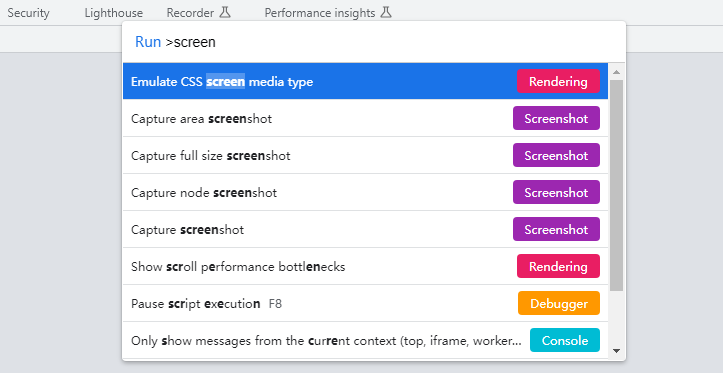 Security Lighthouse Recorder Performance insights
Run >screen
Emulate CSS screen media type Rendering
Capture area screenshot Screenshot
Capture full size screenshot Screenshot
Capture node screenshot Screenshot
Capture screenshot Screenshot
Show scroll performance bottlenecks Rendering
Pause script execution F8 Debugger
Only show messages from the current context (top, iframe, worker... Console